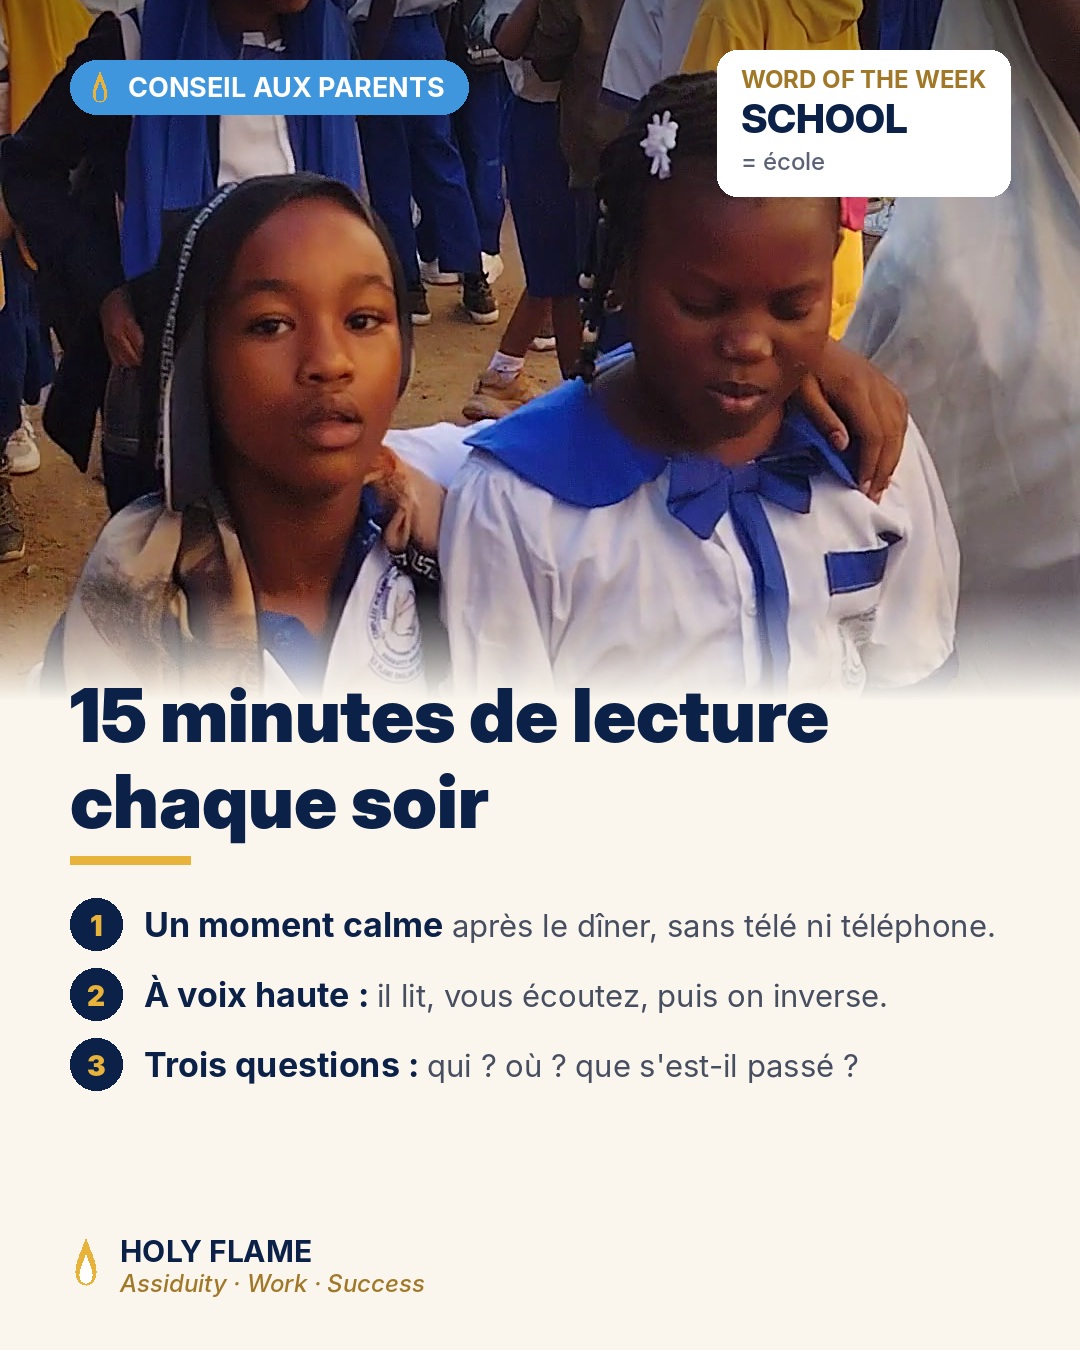 CONSEIL AUX PARENTS
WORD OF THE WEEK
SCHOOL
= école
15 minutes de lecture
chaque soir
1 Un moment calme après le dîner, sans télé ni téléphone.
2 À voix haute : il lit, vous écoutez, puis on inverse.
3 Trois questions : qui ? où ? que s'est-il passé ?
HOLY FLAME
Assiduity · Work · Success